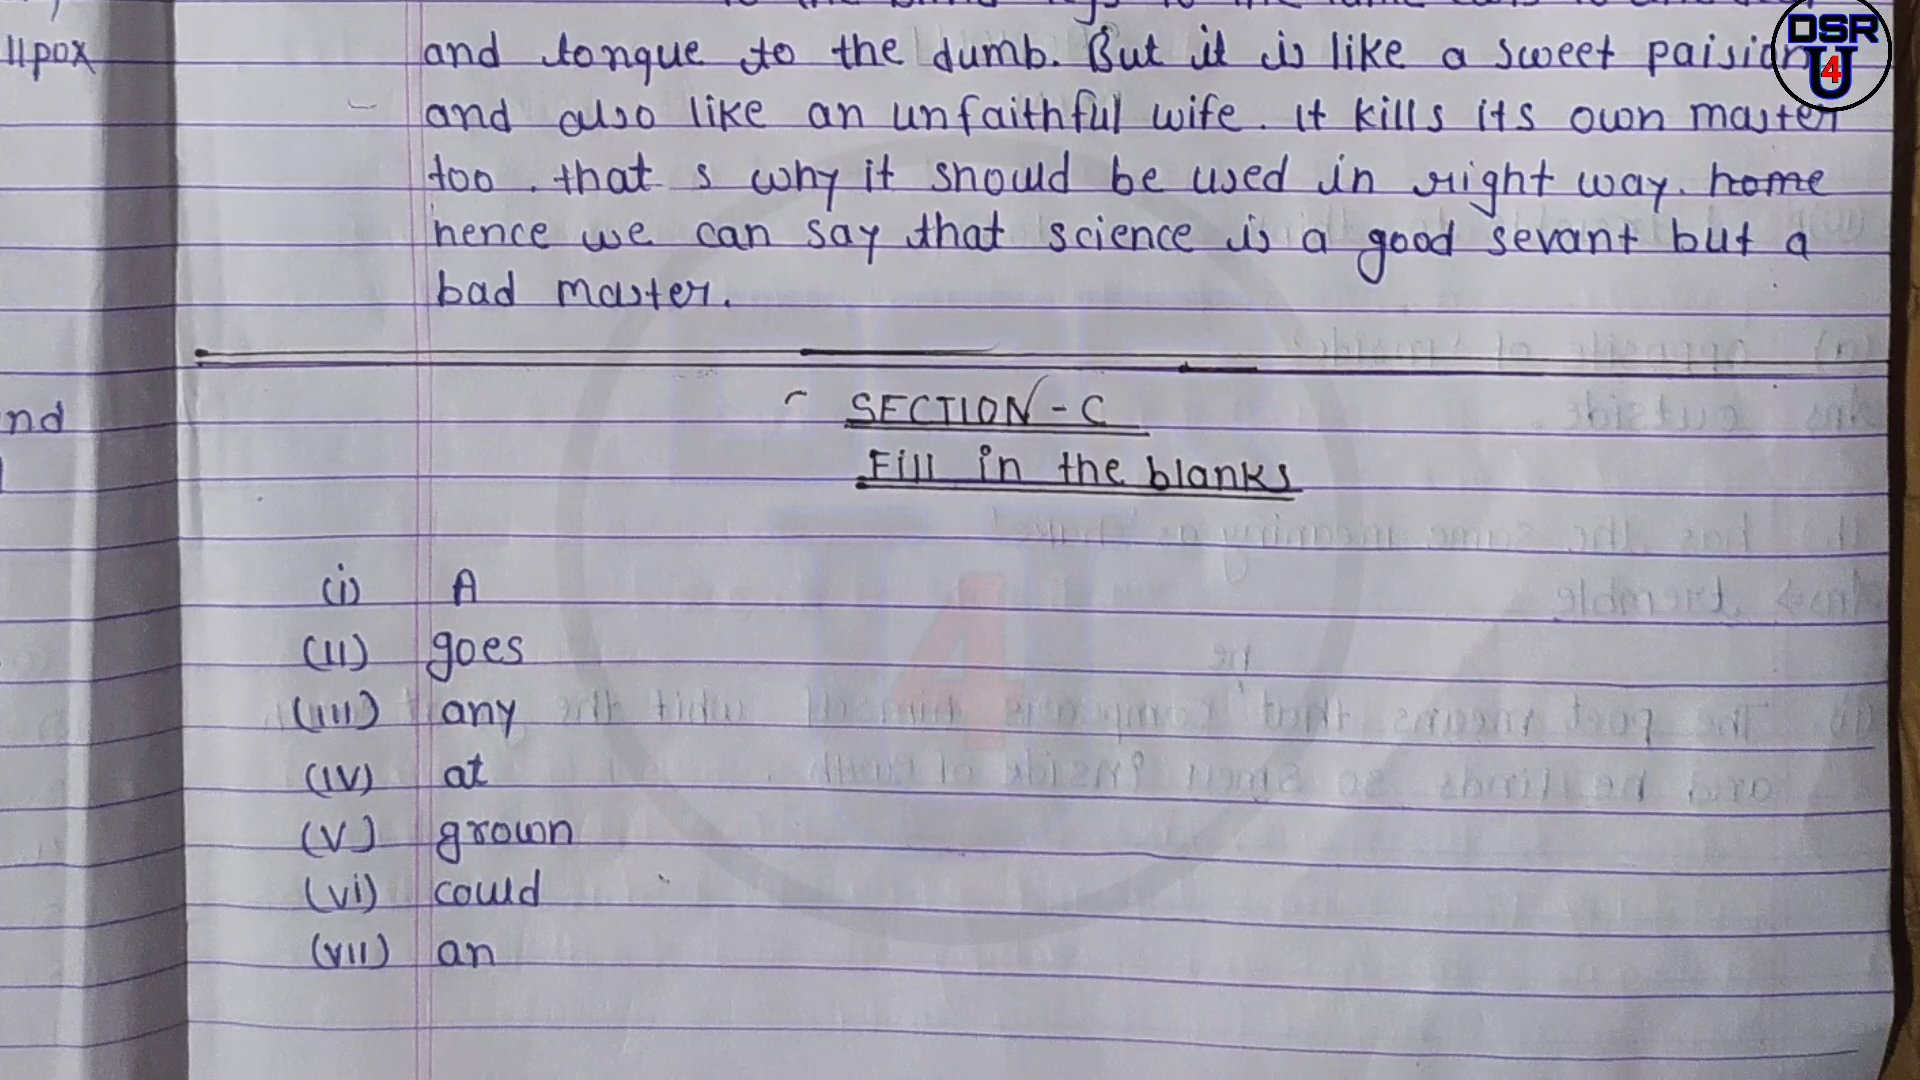 llpox
and tongue to the dumb. But it is like a sweet paision
and also like an unfaithful wife. It kills its own master
too. that s why it snould be used in right way. home
hence we can say that science is a good sevant but a
bad master.
nd
SECTION - C
Fill in the blanks
(i) A
(II) goes
(III) any
(IV) at
(V) grown
(vi) could
(VII) an
DSR
U
4